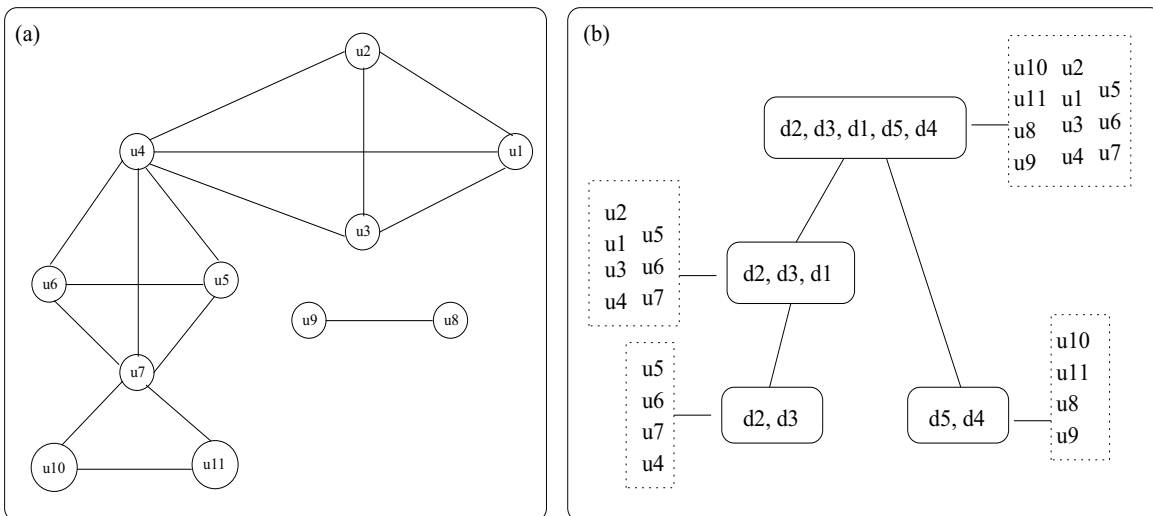 (a)
u2
u4
u1
u3
u6
u5
u9
u8
u7
u10
u11
(b)
d2, d3, d1, d5, d4
u10 u2
u11 u1 u5
u8 u3 u6
u9 u4 u7
d2, d3, d1
u2
u1 u5
u3 u6
u4 u7
d2, d3
u5
u6
u7
u4
d5, d4
u10
u11
u8
u9